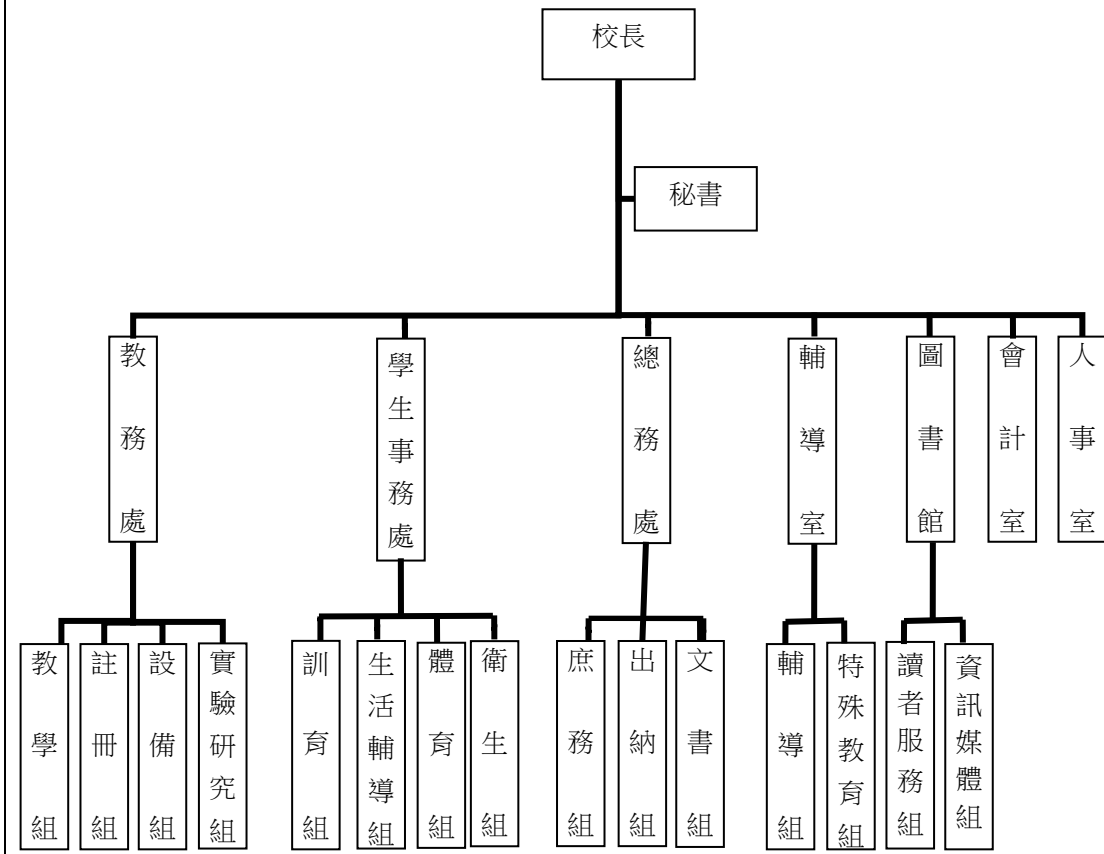 校長
秘書
教務處
學生事務處
總務處
輔導室
圖書館
會計室
人事室
教學組
註冊組
設備組
實驗研究組
訓育組
生活輔導組
體育組
衛生組
庶務組
出納組
文書組
輔導組
特殊教育組
讀者服務組
資訊媒體組